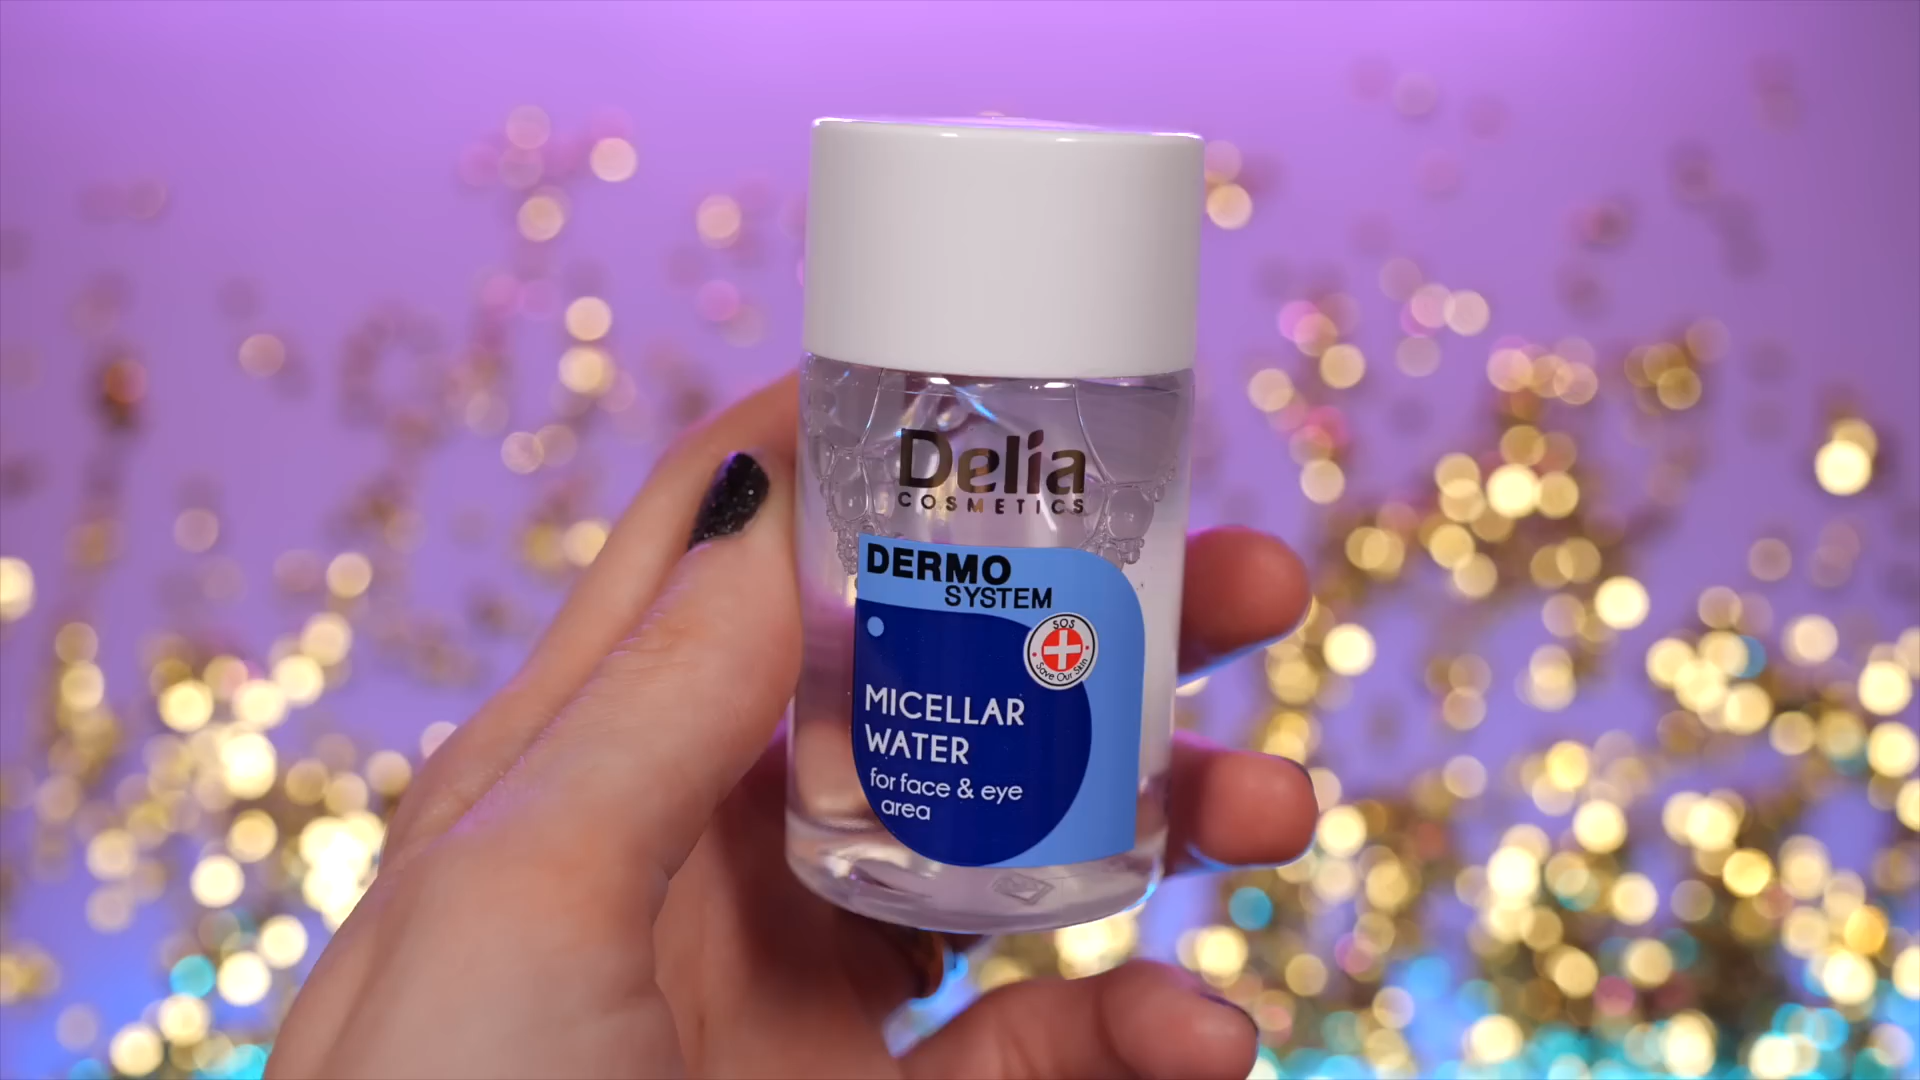 Delia
COSMETICS
DERMO
SYSTEM
SOS
Save Our Skin
MICELLAR
WATER
for face & eye
area